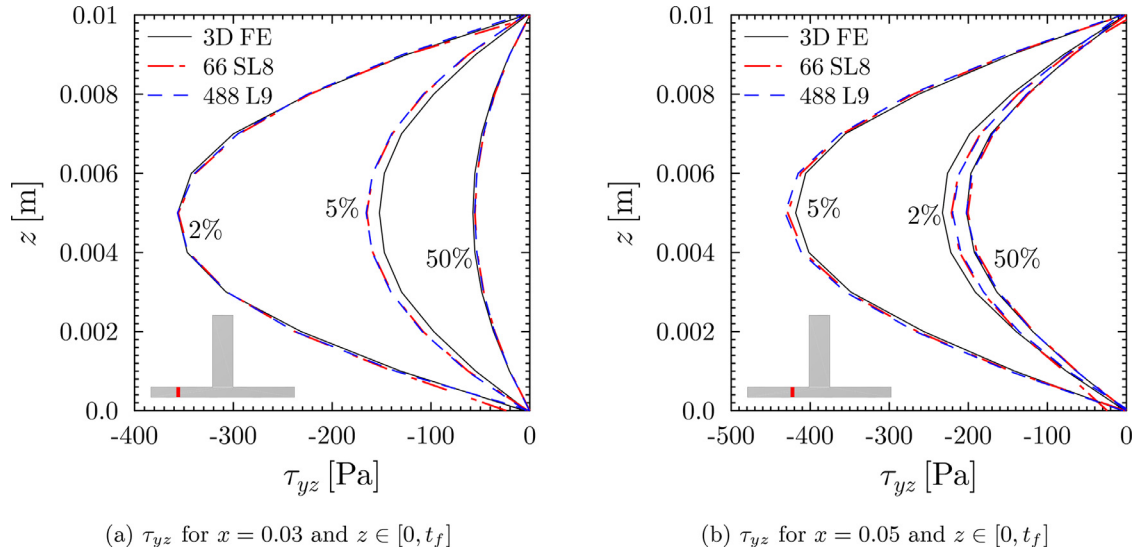 0.01
0.008
0.006
0.004
0.002
0.0
z [m]
3D FE
66 SL8
488 L9
2%
5%
50%
-400 -300 -200 -100 0
τyz [Pa]
(a) τyz for x = 0.03 and z ∈ [0, tf]
0.01
0.008
0.006
0.004
0.002
0.0
z [m]
3D FE
66 SL8
488 L9
5%
2%
50%
-500 -400 -300 -200 -100 0
τyz [Pa]
(b) τyz for x = 0.05 and z ∈ [0, tf]